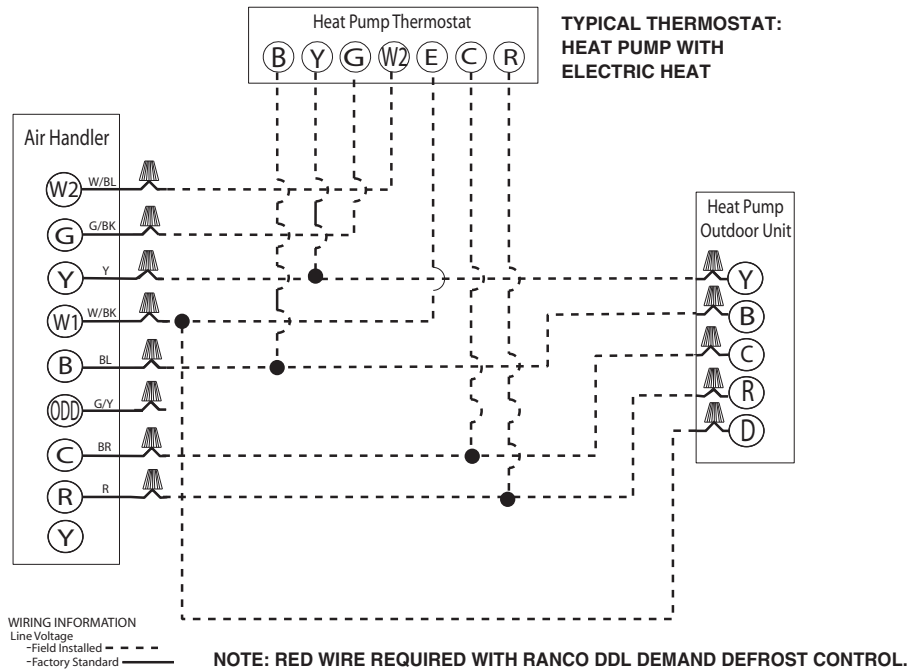 Heat Pump Thermostat
B Y G W2 E C R
TYPICAL THERMOSTAT:
HEAT PUMP WITH
ELECTRIC HEAT
Air Handler
W2 W/BL
G G/BK
Y Y
W1 W/BK
B BL
ODD G/Y
C BR
R R
Y
Heat Pump
Outdoor Unit
Y
B
C
R
D
WIRING INFORMATION
Line Voltage
-Field Installed
-Factory Standard
NOTE: RED WIRE REQUIRED WITH RANCO DDL DEMAND DEFROST CONTROL.